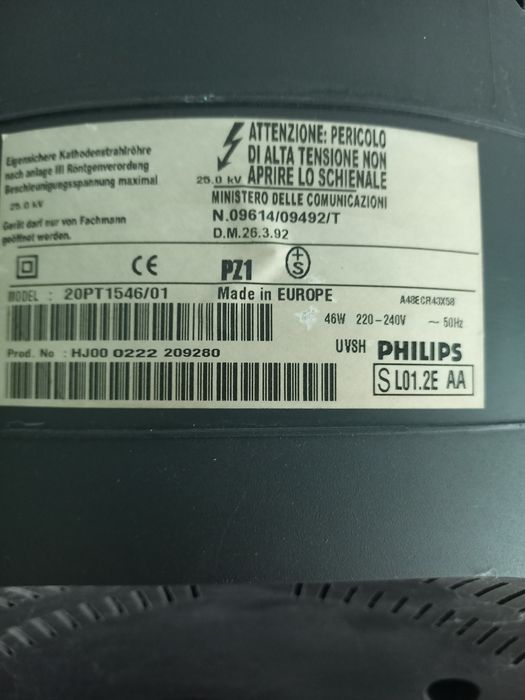 Eigensichere Kathodenstrahlröhre
nach anlage III Röntgenverordung
Beschleunigungsspannung maximal
25.0 kV
Gerät darf nur von Fachmann
geöffnet werden.
25.0 kV
ATTENZIONE: PERICOLO
DI ALTA TENSIONE NON
APRIRE LO SCHIENALE
MINISTERO DELLE COMUNICAZIONI
N.09614/09492/T
D.M.26.3.92
CE
PZ1
+S
MODEL : 20PT1546/01 Made in EUROPE
A48ECR43X58
46W 220-240V ~ 50Hz
Prod. No : HJ00 0222 209280
UVSH PHILIPS
S L01.2E AA